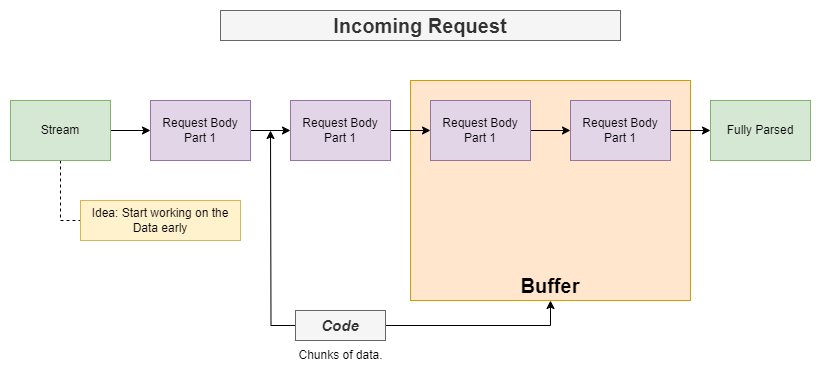 Incoming Request
Stream
Request Body
Part 1
Request Body
Part 1
Request Body
Part 1
Request Body
Part 1
Fully Parsed
Idea: Start working on the
Data early
Buffer
Code
Chunks of data.